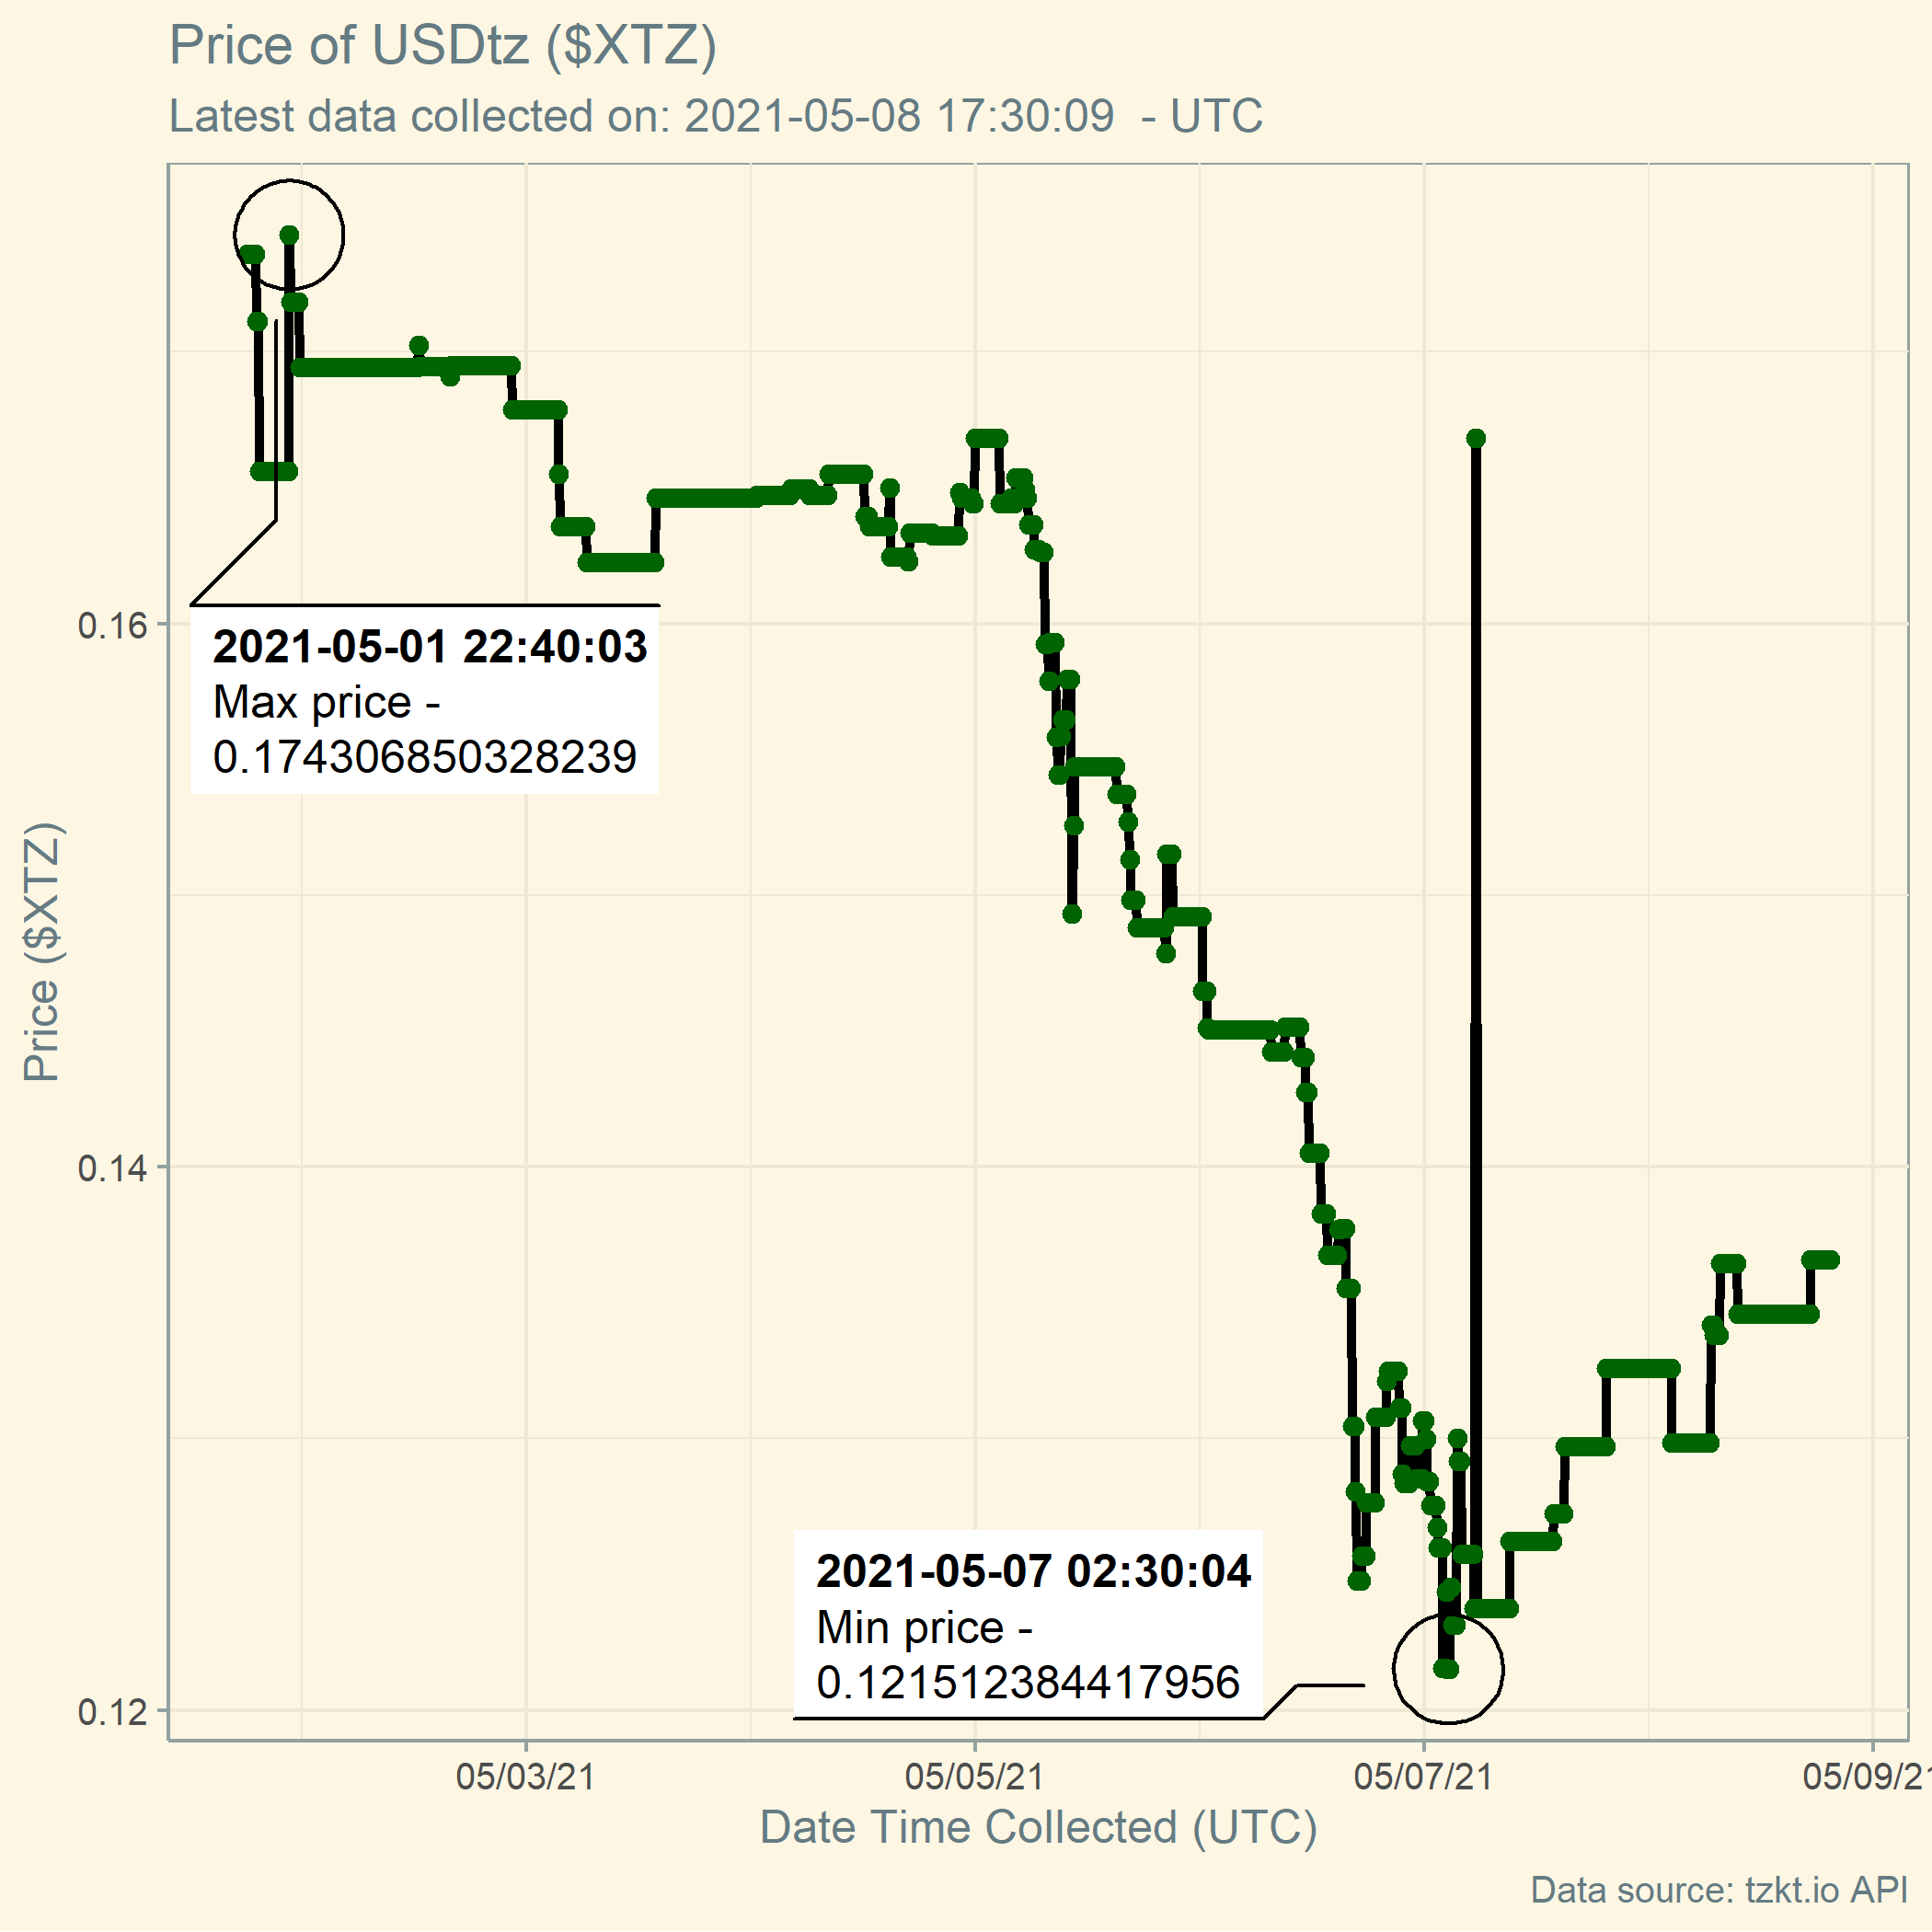 Price of USDtz ($XTZ)
Latest data collected on: 2021-05-08 17:30:09  - UTC
Price ($XTZ)
0.16
0.14
0.12
2021-05-01 22:40:03
Max price -
0.174306850328239
2021-05-07 02:30:04
Min price -
0.121512384417956
05/03/21
05/05/21
05/07/21
05/09/21
Date Time Collected (UTC)
Data source: tzkt.io API